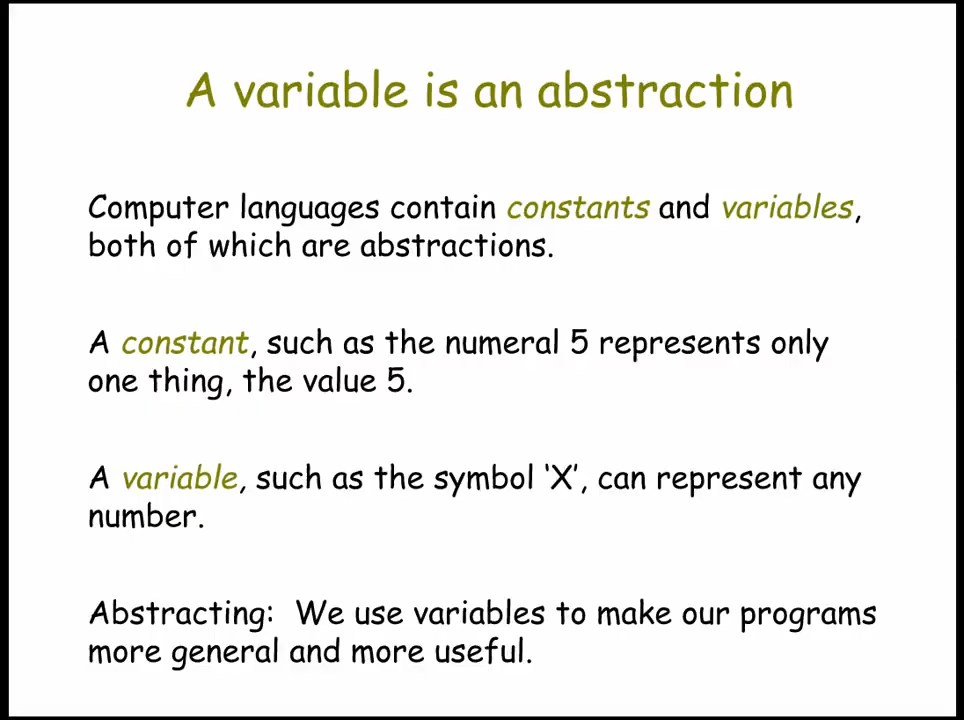 A variable is an abstraction
Computer languages contain constants and variables,
both of which are abstractions.
A constant, such as the numeral 5 represents only
one thing, the value 5.
A variable, such as the symbol ‘X’, can represent any
number.
Abstracting:  We use variables to make our programs
more general and more useful.